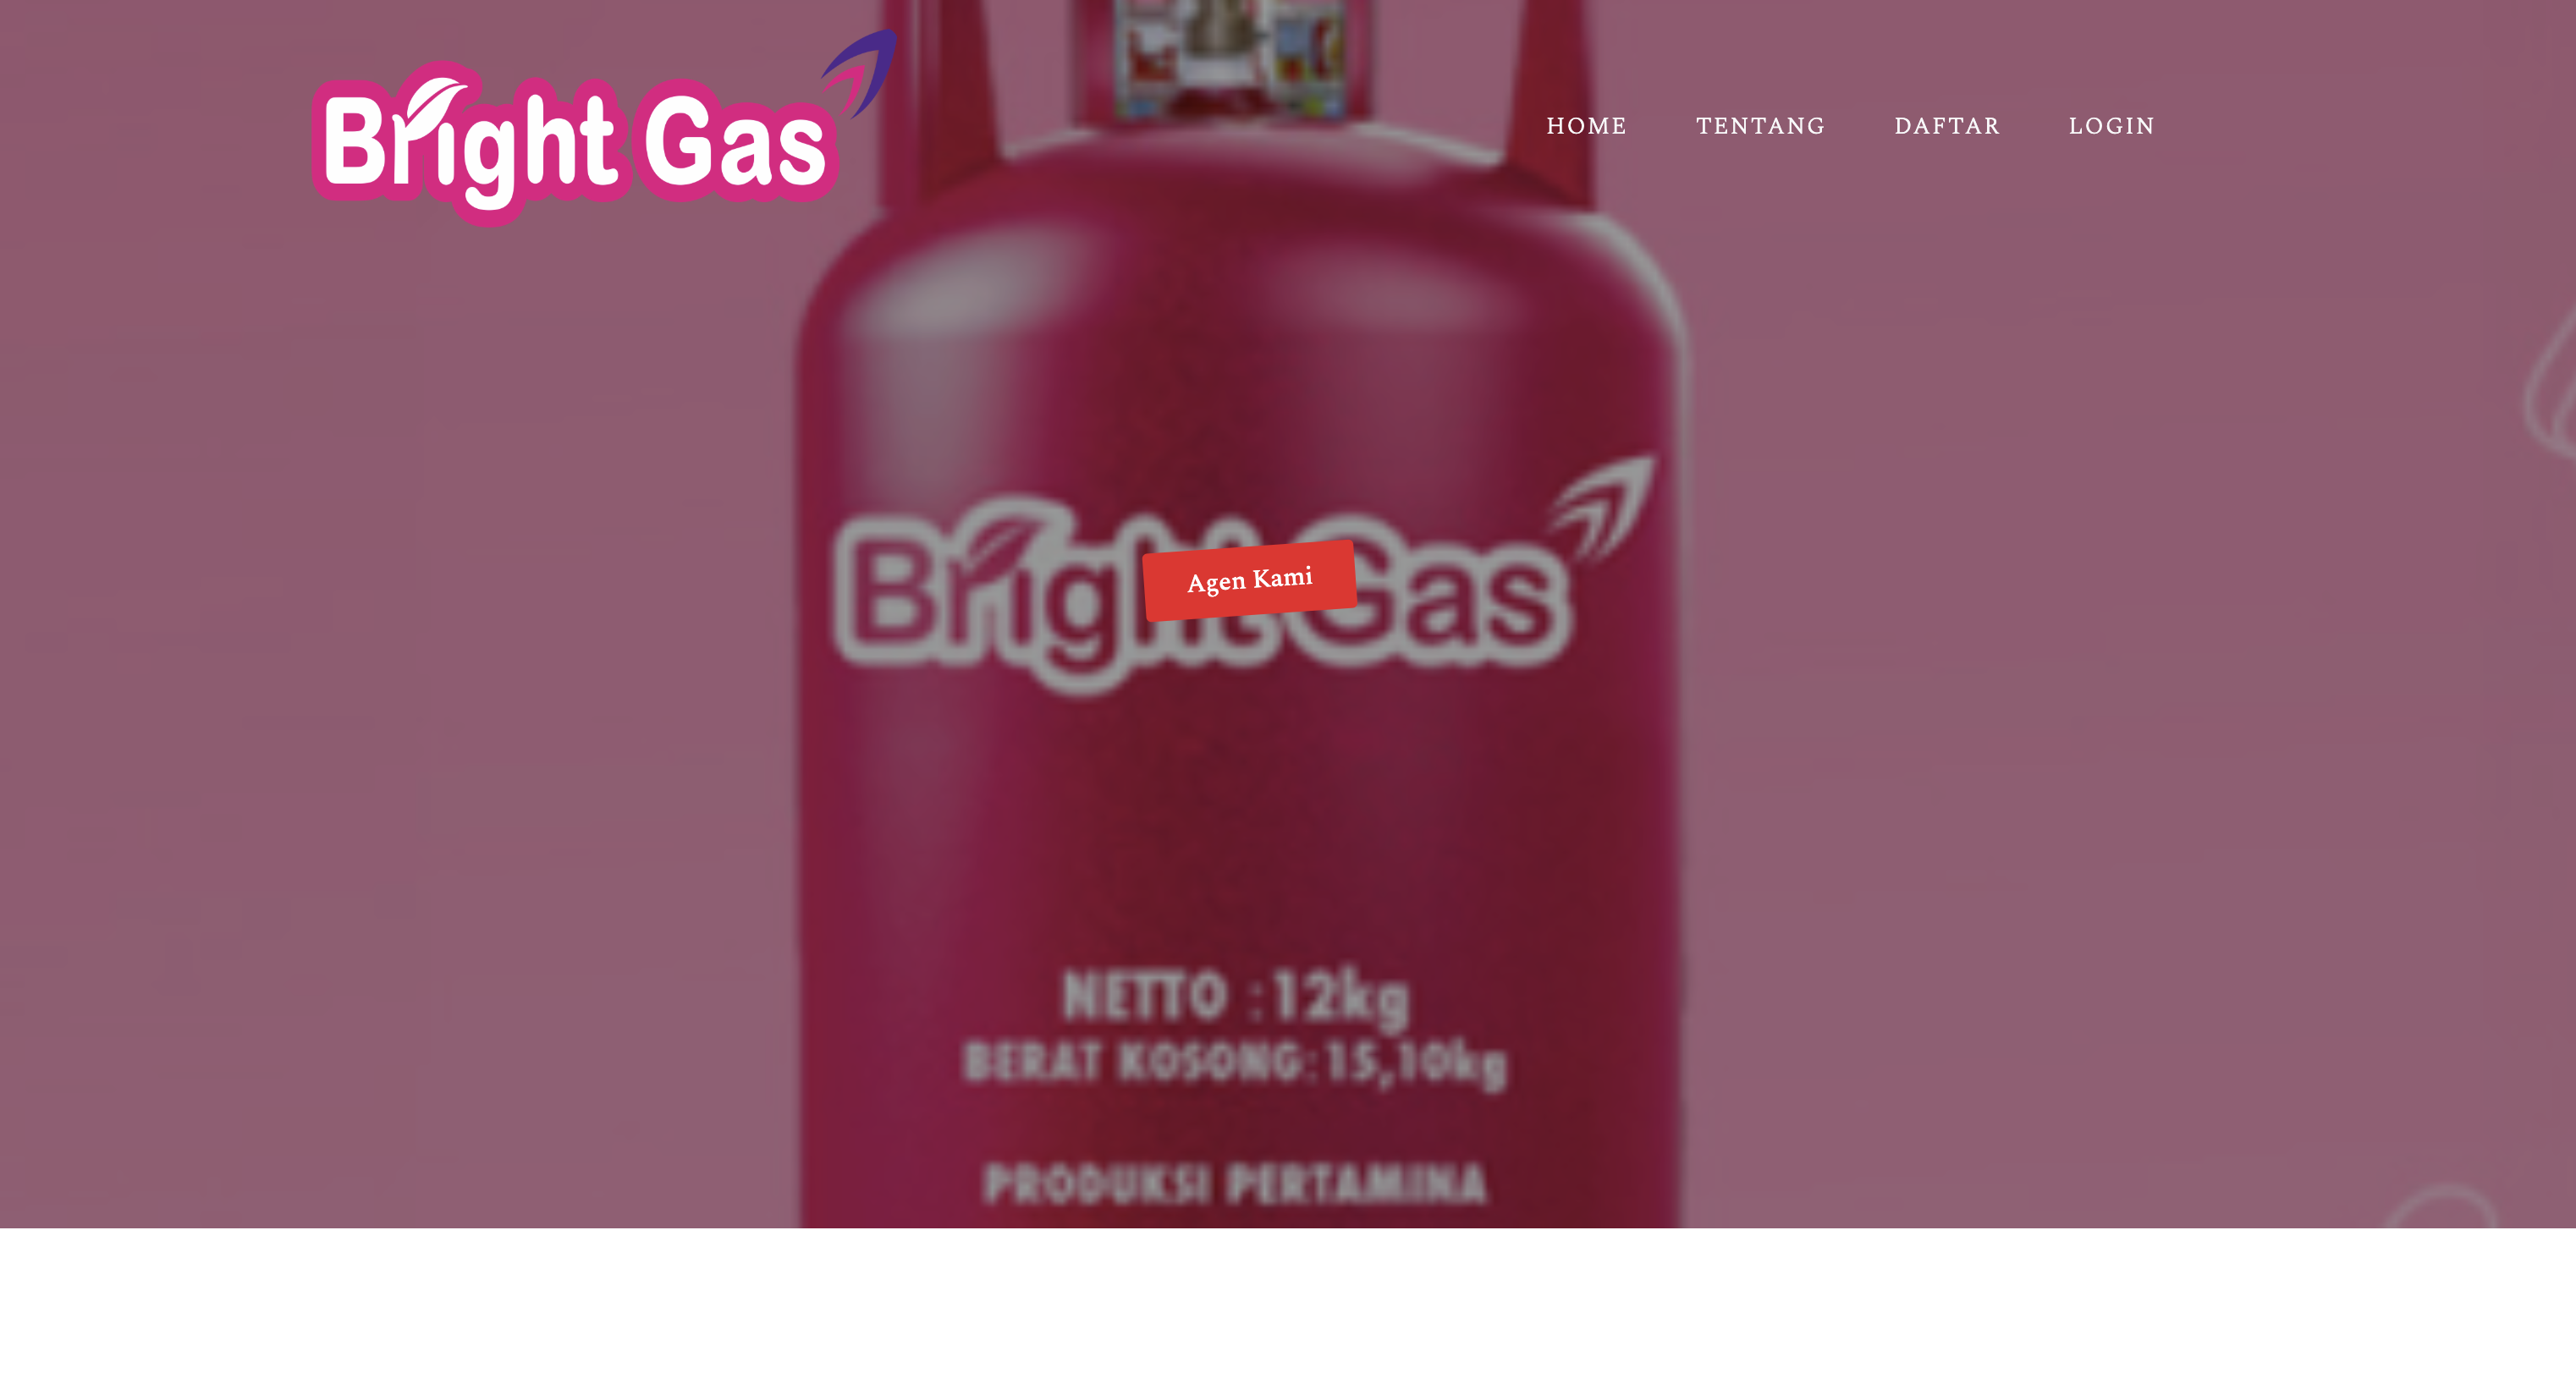 Bright Gas
HOME TENTANG DAFTAR LOGIN
Bright Gas
Agen Kami
NETTO : 12kg
BERAT KOSONG: 15,10kg
PRODUKSI PERTAMINA